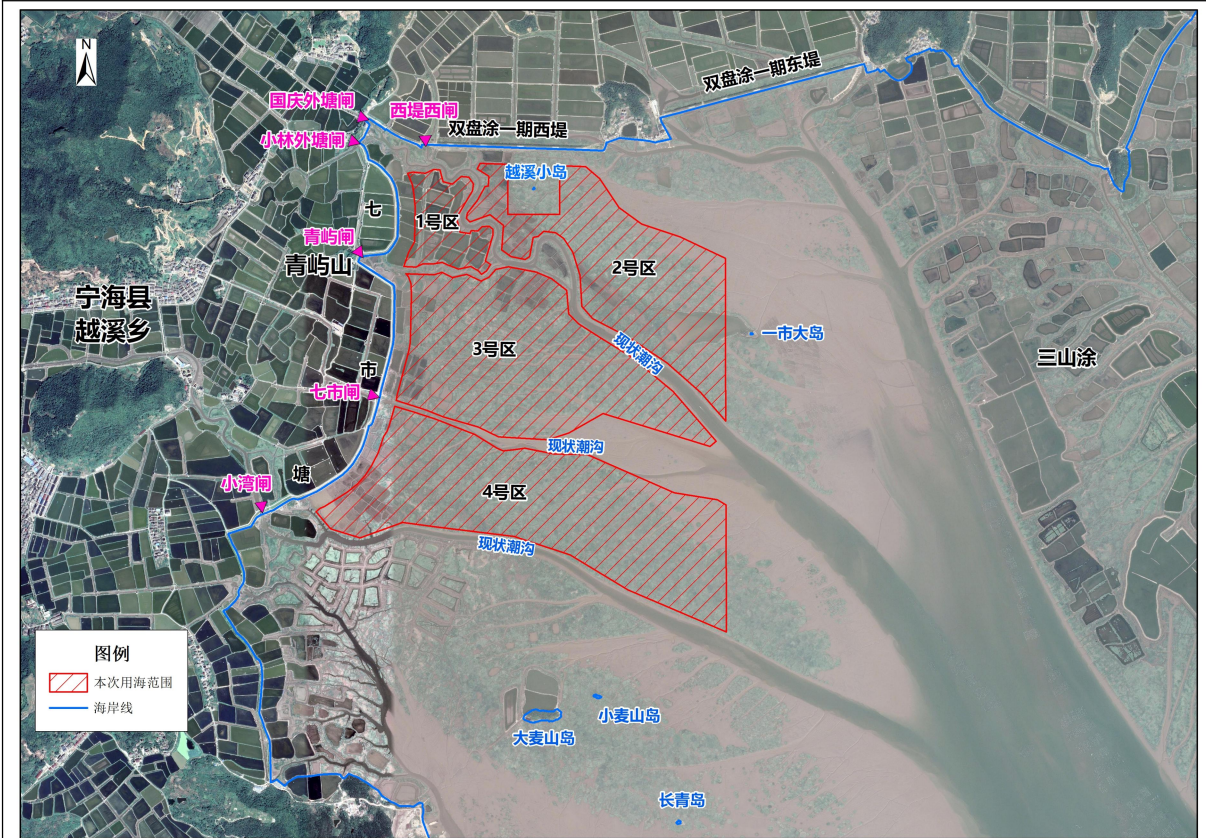 N
双盘涂一期东堤
国庆外塘闸
西堤西闸
双盘涂一期西堤
小林外塘闸
越溪小岛
七
1号区
青屿闸
青屿山
2号区
宁海县
越溪乡
一市大岛
现状潮沟
3号区
三山涂
市
七市闸
现状潮沟
塘
小湾闸
4号区
现状潮沟
图例
本次用海范围
海岸线
小麦山岛
大麦山岛
长青岛